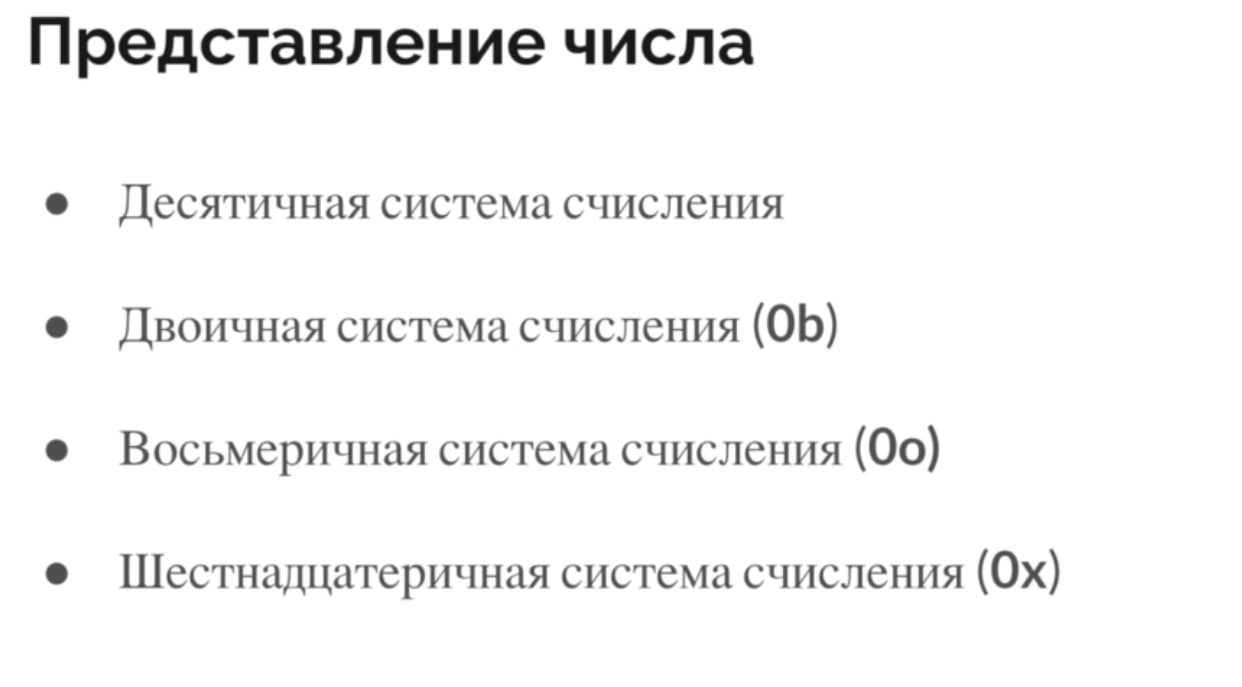 Представление числа
● Десятичная система счисления
● Двоичная система счисления (0b)
● Восьмеричная система счисления (0o)
● Шестнадцатеричная система счисления (0x)